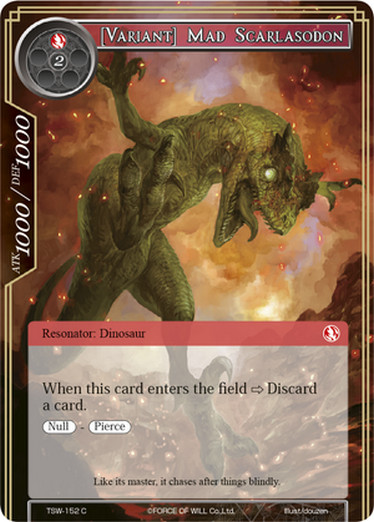 [Variant] Mad Scarlasodon
2
ATK 1000 / DEF 1000
Resonator: Dinosaur
When this card enters the field ⇨ Discard
a card.
Null - Pierce
Like its master, it chases after things blindly.
TSW-152 C ©FORCE OF WILL Co.,Ltd. Illust/douzen